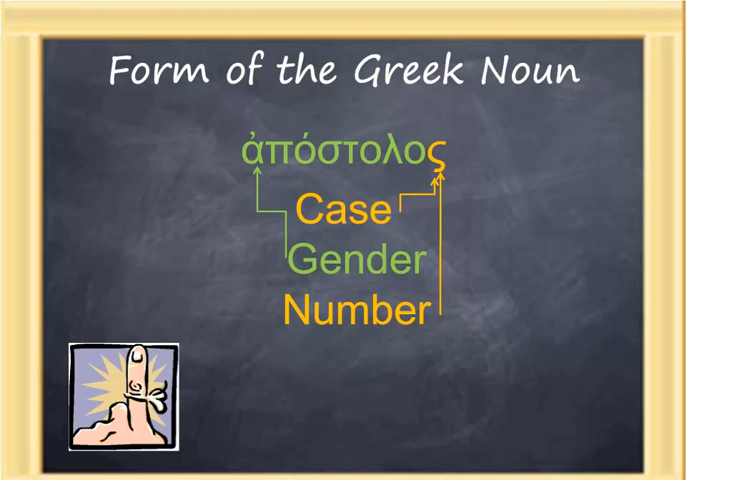 Form of the Greek Noun
ἀπόστολος
Case
Gender
Number